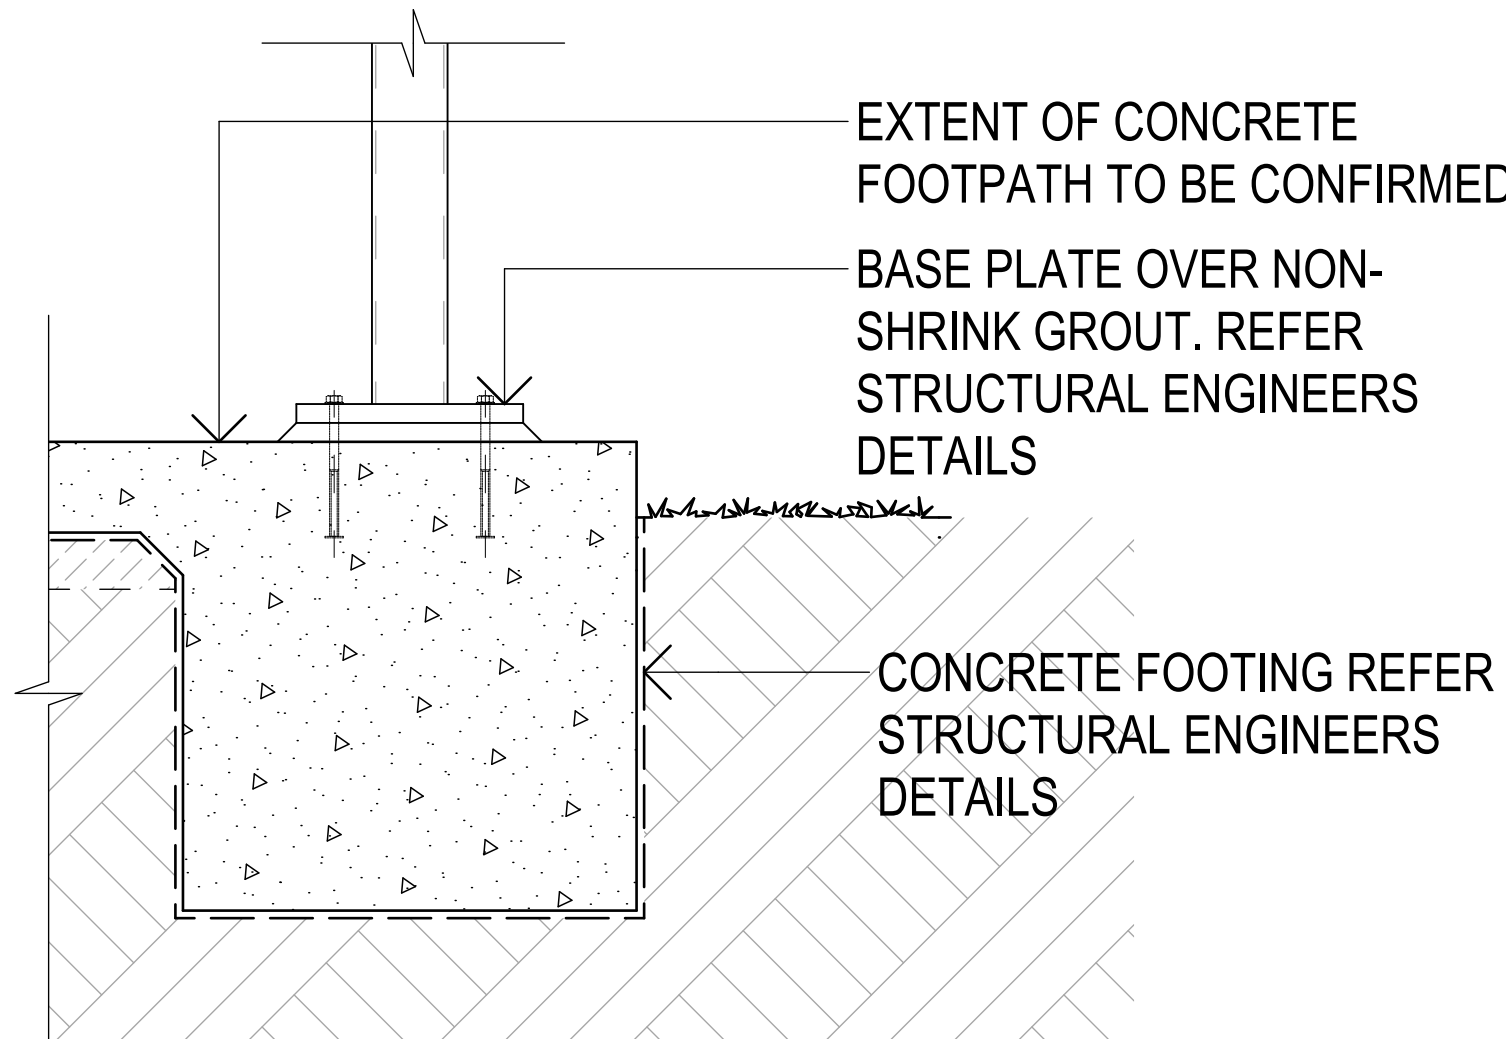 EXTENT OF CONCRETE
FOOTPATH TO BE CONFIRMED
BASE PLATE OVER NON-
SHRINK GROUT. REFER
STRUCTURAL ENGINEERS
DETAILS
CONCRETE FOOTING REFER
STRUCTURAL ENGINEERS
DETAILS